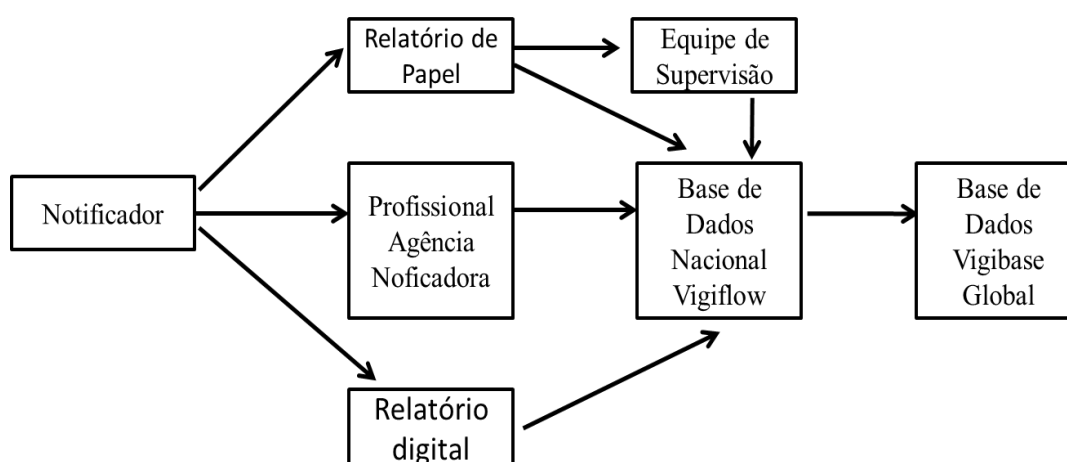 Relatório de
Papel
Equipe de
Supervisão
Notificador
Profissional
Agência
Noficadora
Base de
Dados
Nacional
Vigiflow
Base de
Dados
Vigibase
Global
Relatório
digital